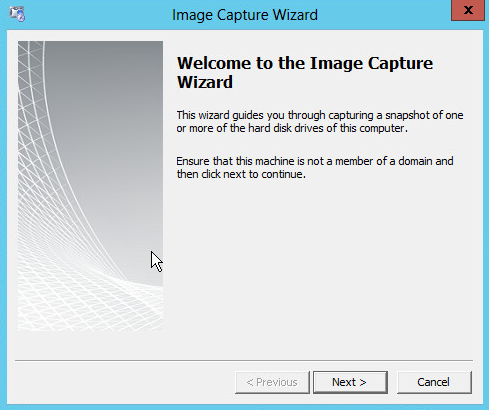 Image Capture Wizard
x
Welcome to the Image Capture
Wizard
This wizard guides you through capturing a snapshot of one
or more of the hard disk drives of this computer.
Ensure that this machine is not a member of a domain and
then click next to continue.
< Previous
Next >
Cancel